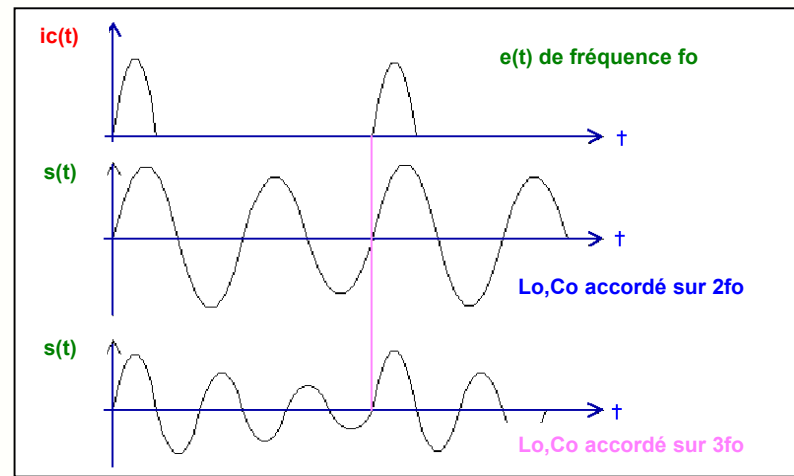 ic(t)
e(t) de fréquence fo
t
s(t)
t
Lo,Co accordé sur 2fo
s(t)
t
Lo,Co accordé sur 3fo